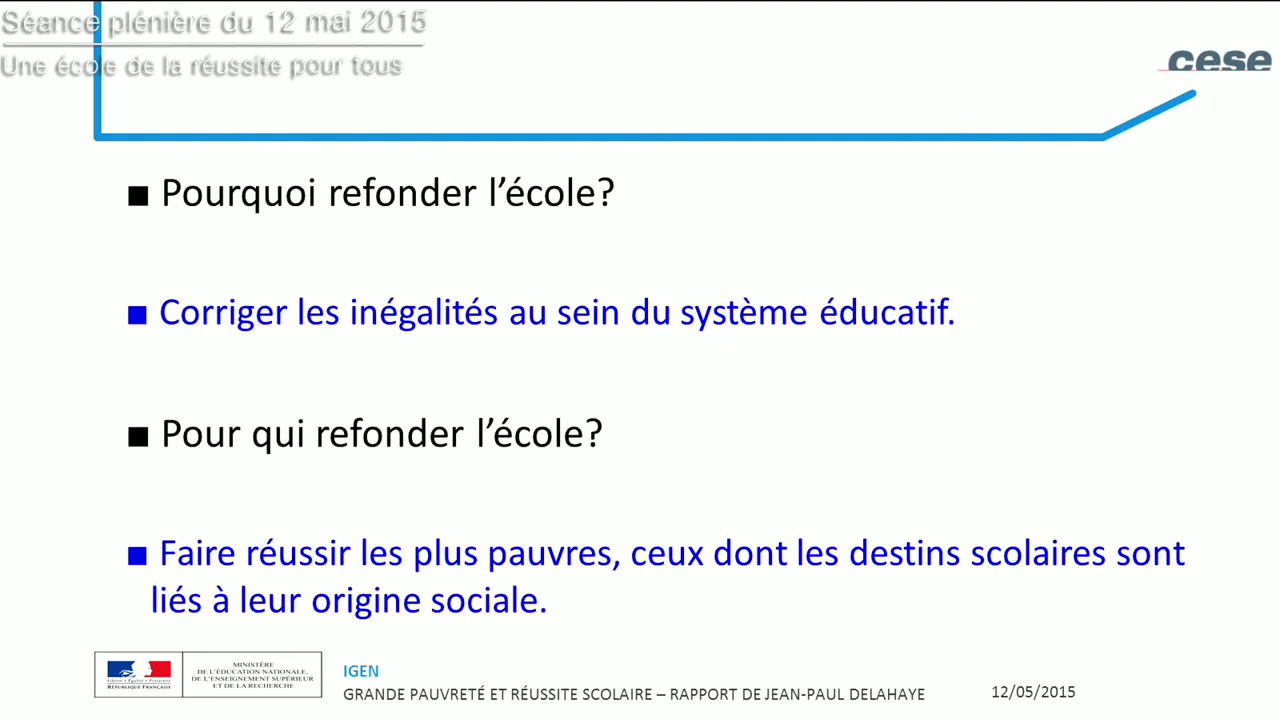 Séance plénière du 12 mai 2015
Une école de la réussite pour tous
cese
■ Pourquoi refonder l’école?
■ Corriger les inégalités au sein du système éducatif.
■ Pour qui refonder l’école?
■ Faire réussir les plus pauvres, ceux dont les destins scolaires sont
liés à leur origine sociale.
Liberté • Égalité • Fraternité
RÉPUBLIQUE FRANÇAISE
MINISTÈRE
DE L’ÉDUCATION NATIONALE,
DE L’ENSEIGNEMENT SUPÉRIEUR
ET DE LA RECHERCHE
IGEN
GRANDE PAUVRETÉ ET RÉUSSITE SCOLAIRE – RAPPORT DE JEAN-PAUL DELAHAYE
12/05/2015